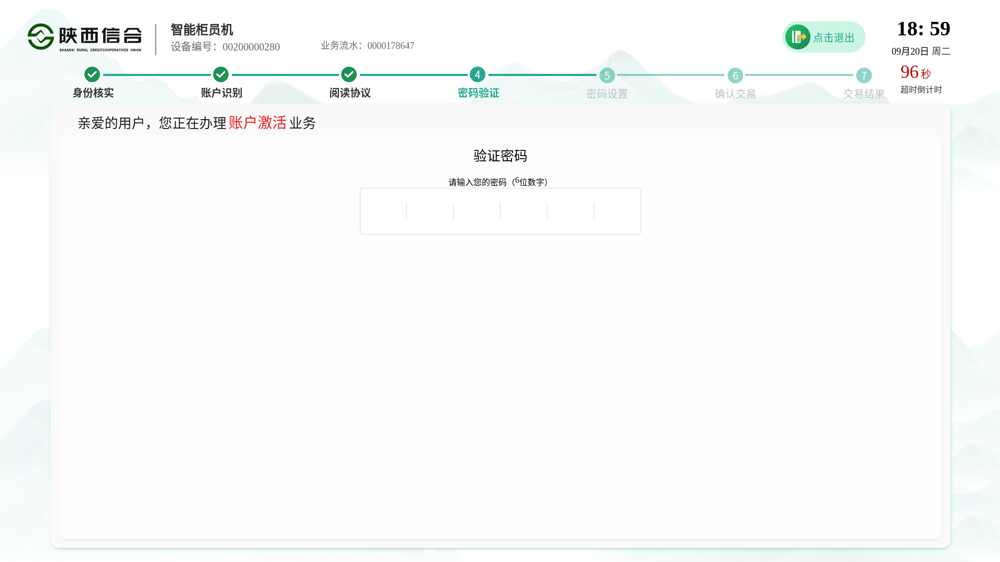 陕西信合
SHAANXI RURAL CREDITCOOPERATIVES UNION
智能柜员机
设备编号：00200000280
业务流水：0000178647
点击退出
18: 59
09月20日 周二
96 秒
超时倒计时
4
5
6
7
身份核实
账户识别
阅读协议
密码验证
密码设置
确认交易
交易结果
亲爱的用户，您正在办理 账户激活 业务
验证密码
请输入您的密码（6位数字）